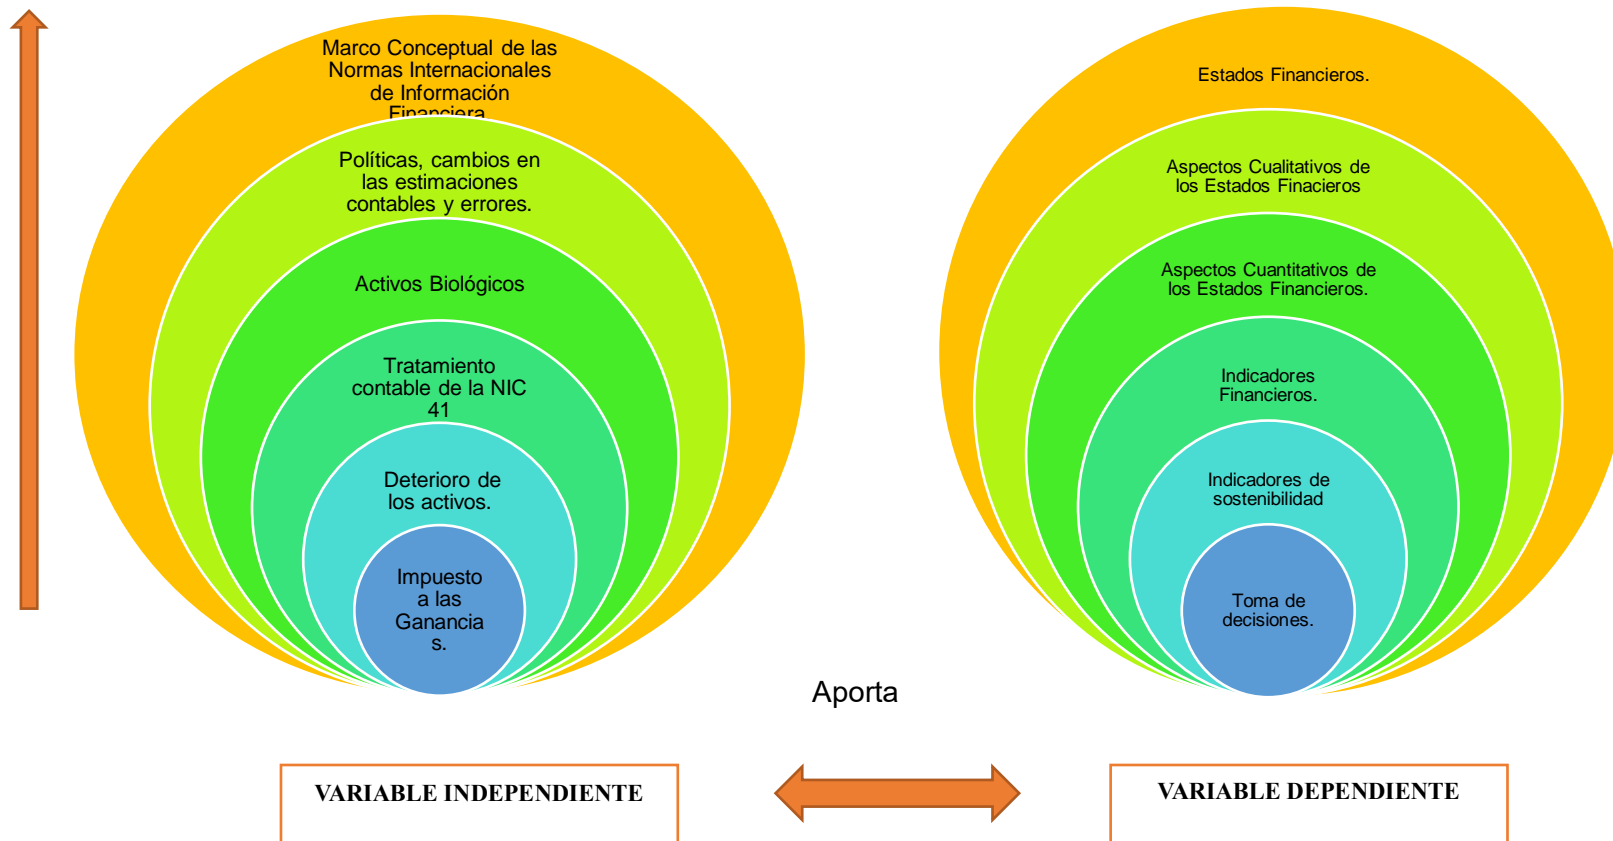 Marco Conceptual de las
Normas Internacionales
de Información
Financiera
Políticas, cambios en
las estimaciones
contables y errores.
Activos Biológicos
Tratamiento
contable de la NIC
41
Deterioro de
los activos.
Impuesto
a las
Ganancia
s.
Estados Financieros.
Aspectos Cualitativos de
los Estados Finacieros
Aspectos Cuantitativos de
los Estados Financieros.
Indicadores
Financieros.
Indicadores de
sostenibilidad
Toma de
decisiones.
Aporta
VARIABLE INDEPENDIENTE
VARIABLE DEPENDIENTE